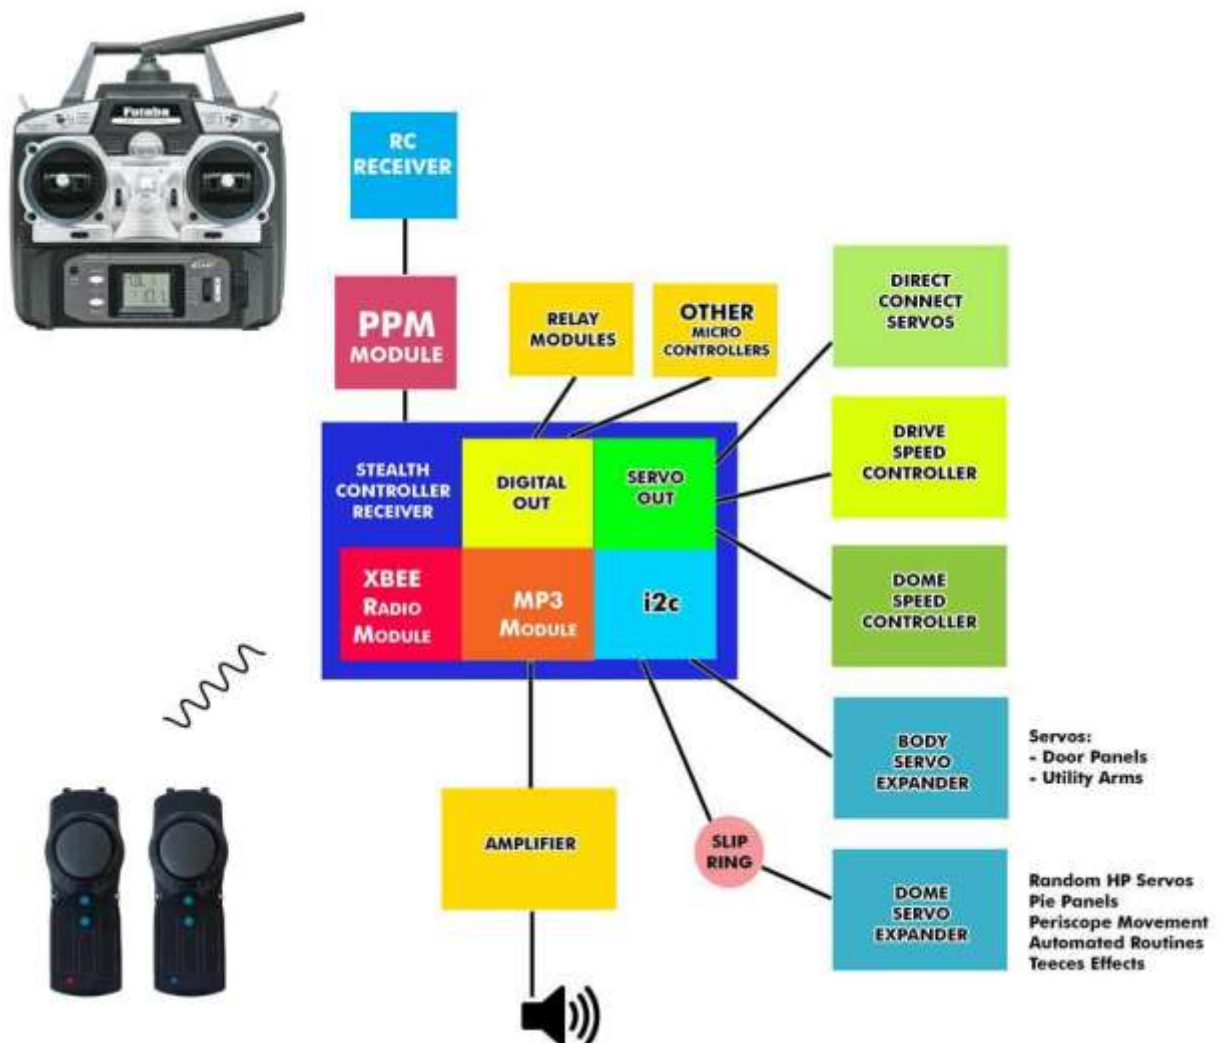 Futaba
RC
RECEIVER
PPM
MODULE
RELAY
MODULES
OTHER
MICRO
CONTROLLERS
DIRECT
CONNECT
SERVOS
STEALTH
CONTROLLER
RECEIVER
DIGITAL
OUT
SERVO
OUT
DRIVE
SPEED
CONTROLLER
XBEE
RADIO
MODULE
MP3
MODULE
i2c
DOME
SPEED
CONTROLLER
BODY
SERVO
EXPANDER
Servos:
- Door Panels
- Utility Arms
AMPLIFIER
SLIP
RING
DOME
SERVO
EXPANDER
Random HP Servos
Pie Panels
Periscope Movement
Automated Routines
Teeces Effects